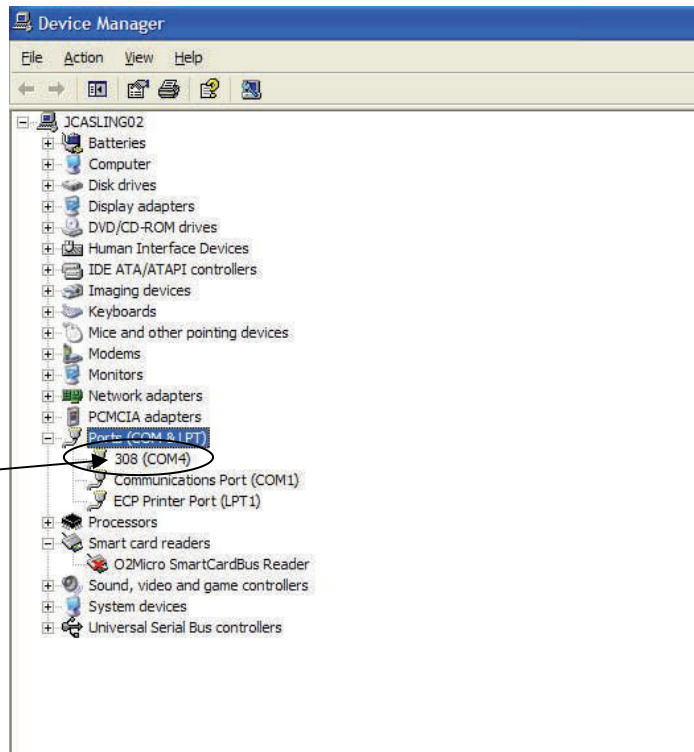 Device Manager
File Action View Help
JCASLING02
Batteries
Computer
Disk drives
Display adapters
DVD/CD-ROM drives
Human Interface Devices
IDE ATA/ATAPI controllers
Imaging devices
Keyboards
Mice and other pointing devices
Modems
Monitors
Network adapters
PCMCIA adapters
Ports (COM & LPT)
308 (COM4)
Communications Port (COM1)
ECP Printer Port (LPT1)
Processors
Smart card readers
O2Micro SmartCardBus Reader
Sound, video and game controllers
System devices
Universal Serial Bus controllers